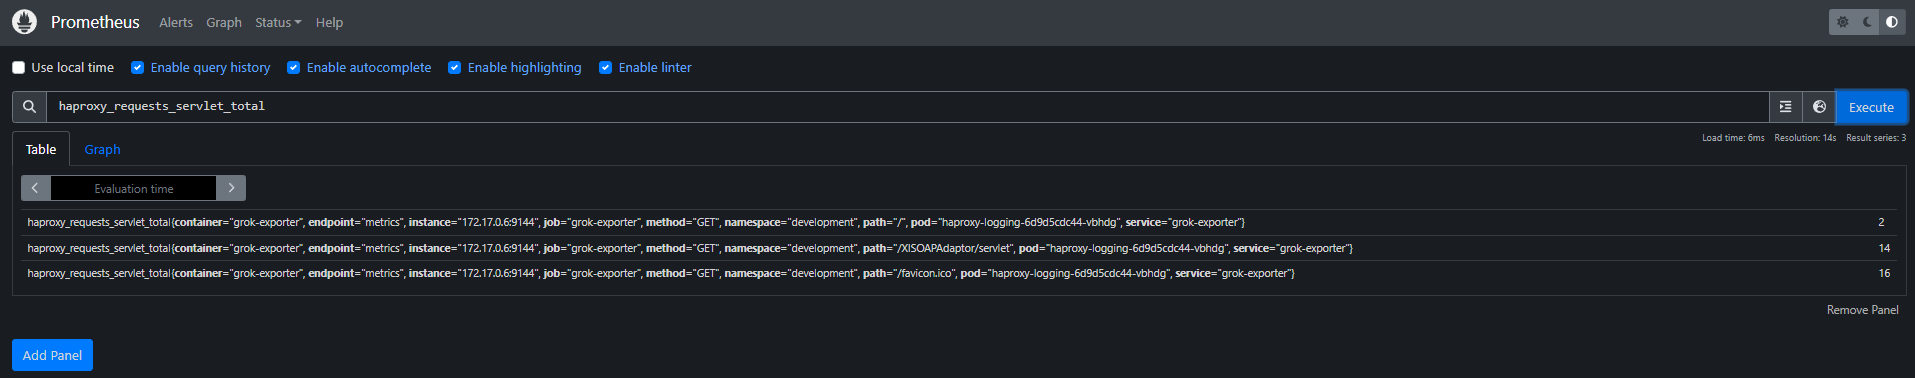 Prometheus Alerts Graph Status Help
Use local time Enable query history Enable autocomplete Enable highlighting Enable linter
haproxy_requests_servlet_total Execute
Load time: 6ms Resolution: 14s Result series: 3
Table Graph
Evaluation time
haproxy_requests_servlet_total{container="grok-exporter", endpoint="metrics", instance="172.17.0.6:9144", job="grok-exporter", method="GET", namespace="development", path="/", pod="haproxy-logging-6d9d5cdc44-vbhdg", service="grok-exporter"} 2
haproxy_requests_servlet_total{container="grok-exporter", endpoint="metrics", instance="172.17.0.6:9144", job="grok-exporter", method="GET", namespace="development", path="/XISOAPAdaptor/servlet", pod="haproxy-logging-6d9d5cdc44-vbhdg", service="grok-exporter"} 14
haproxy_requests_servlet_total{container="grok-exporter", endpoint="metrics", instance="172.17.0.6:9144", job="grok-exporter", method="GET", namespace="development", path="/favicon.ico", pod="haproxy-logging-6d9d5cdc44-vbhdg", service="grok-exporter"} 16
Remove Panel
Add Panel